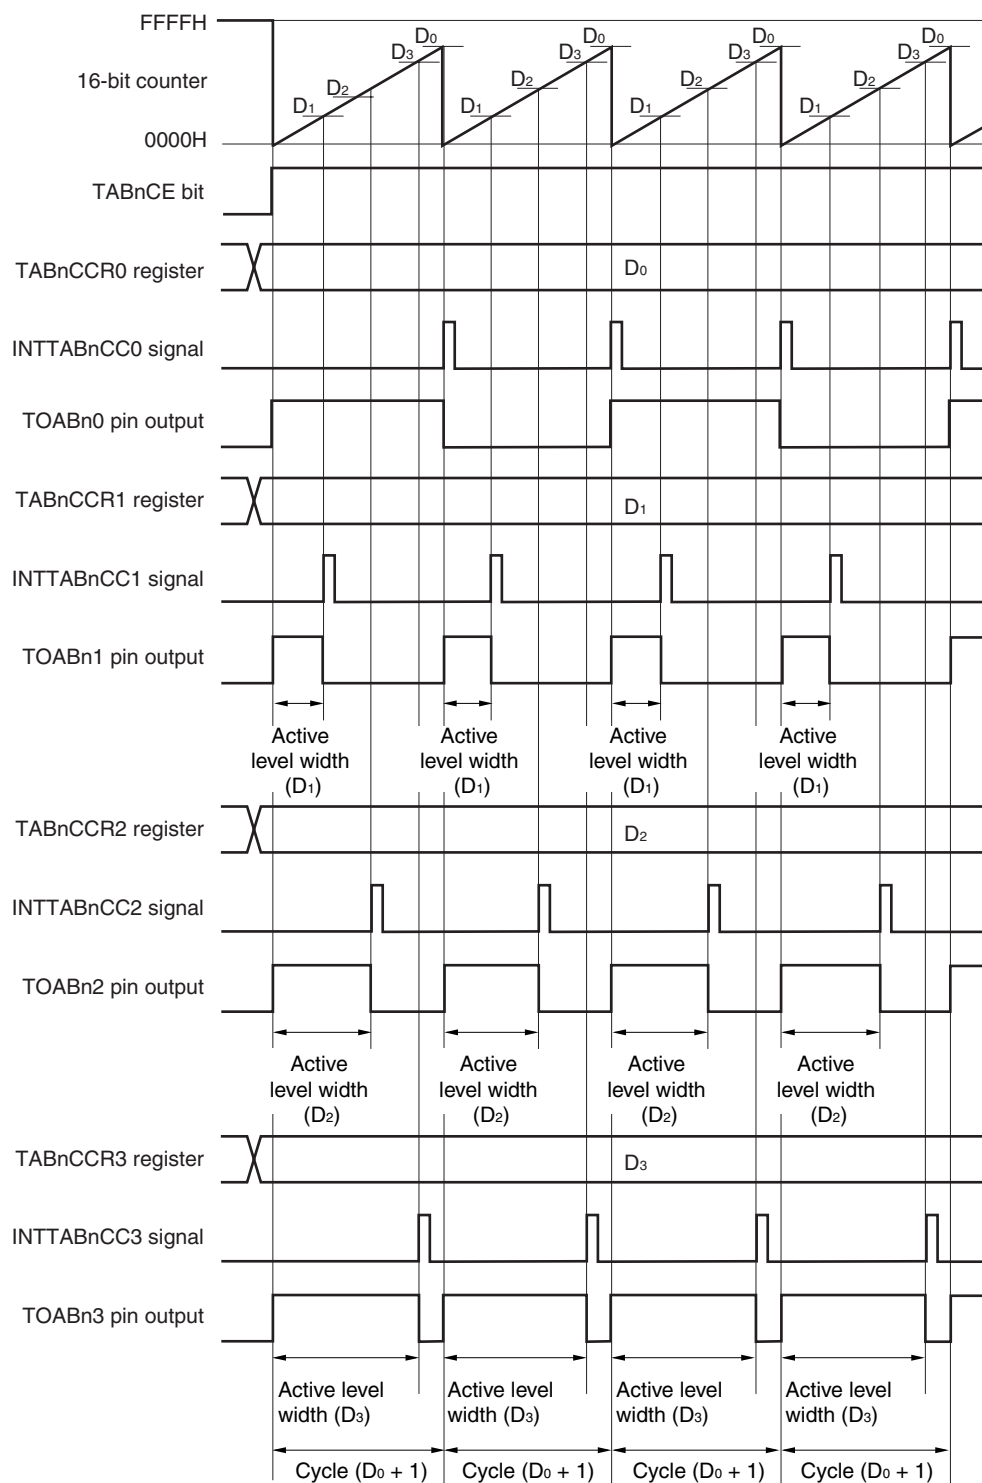 FFFFH
D0 D0 D0 D0
D3 D3 D3 D3
16-bit counter
D2 D2 D2 D2
D1 D1 D1 D1
0000H
TABnCE bit
TABnCCR0 register
D0
INTTABnCC0 signal
TOABn0 pin output
TABnCCR1 register
D1
INTTABnCC1 signal
TOABn1 pin output
Active Active Active Active
level width level width level width level width
(D1) (D1) (D1) (D1)
TABnCCR2 register
D2
INTTABnCC2 signal
TOABn2 pin output
Active Active Active Active
level width level width level width level width
(D2) (D2) (D2) (D2)
TABnCCR3 register
D3
INTTABnCC3 signal
TOABn3 pin output
Active level Active level Active level Active level
width (D3) width (D3) width (D3) width (D3)
Cycle (D0 + 1) Cycle (D0 + 1) Cycle (D0 + 1) Cycle (D0 + 1)